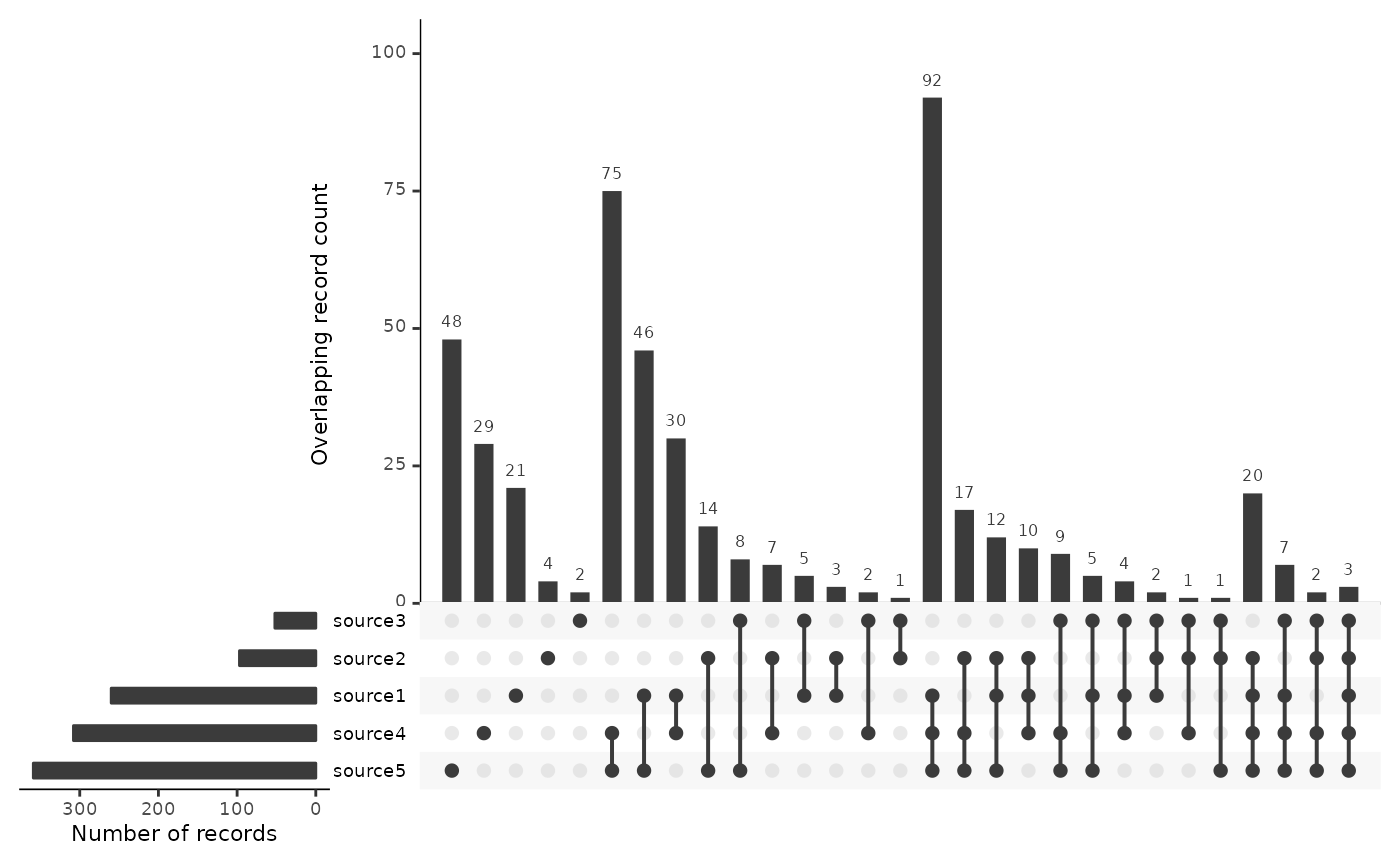 Overlapping record count
100
75
50
25
0
48 29 21 4 2 75 46 30 14 8 7 5 3 2 1 92 17 12 10 9 5 4 2 1 1 20 7 2 3
source3
source2
source1
source4
source5
300 200 100 0
Number of records